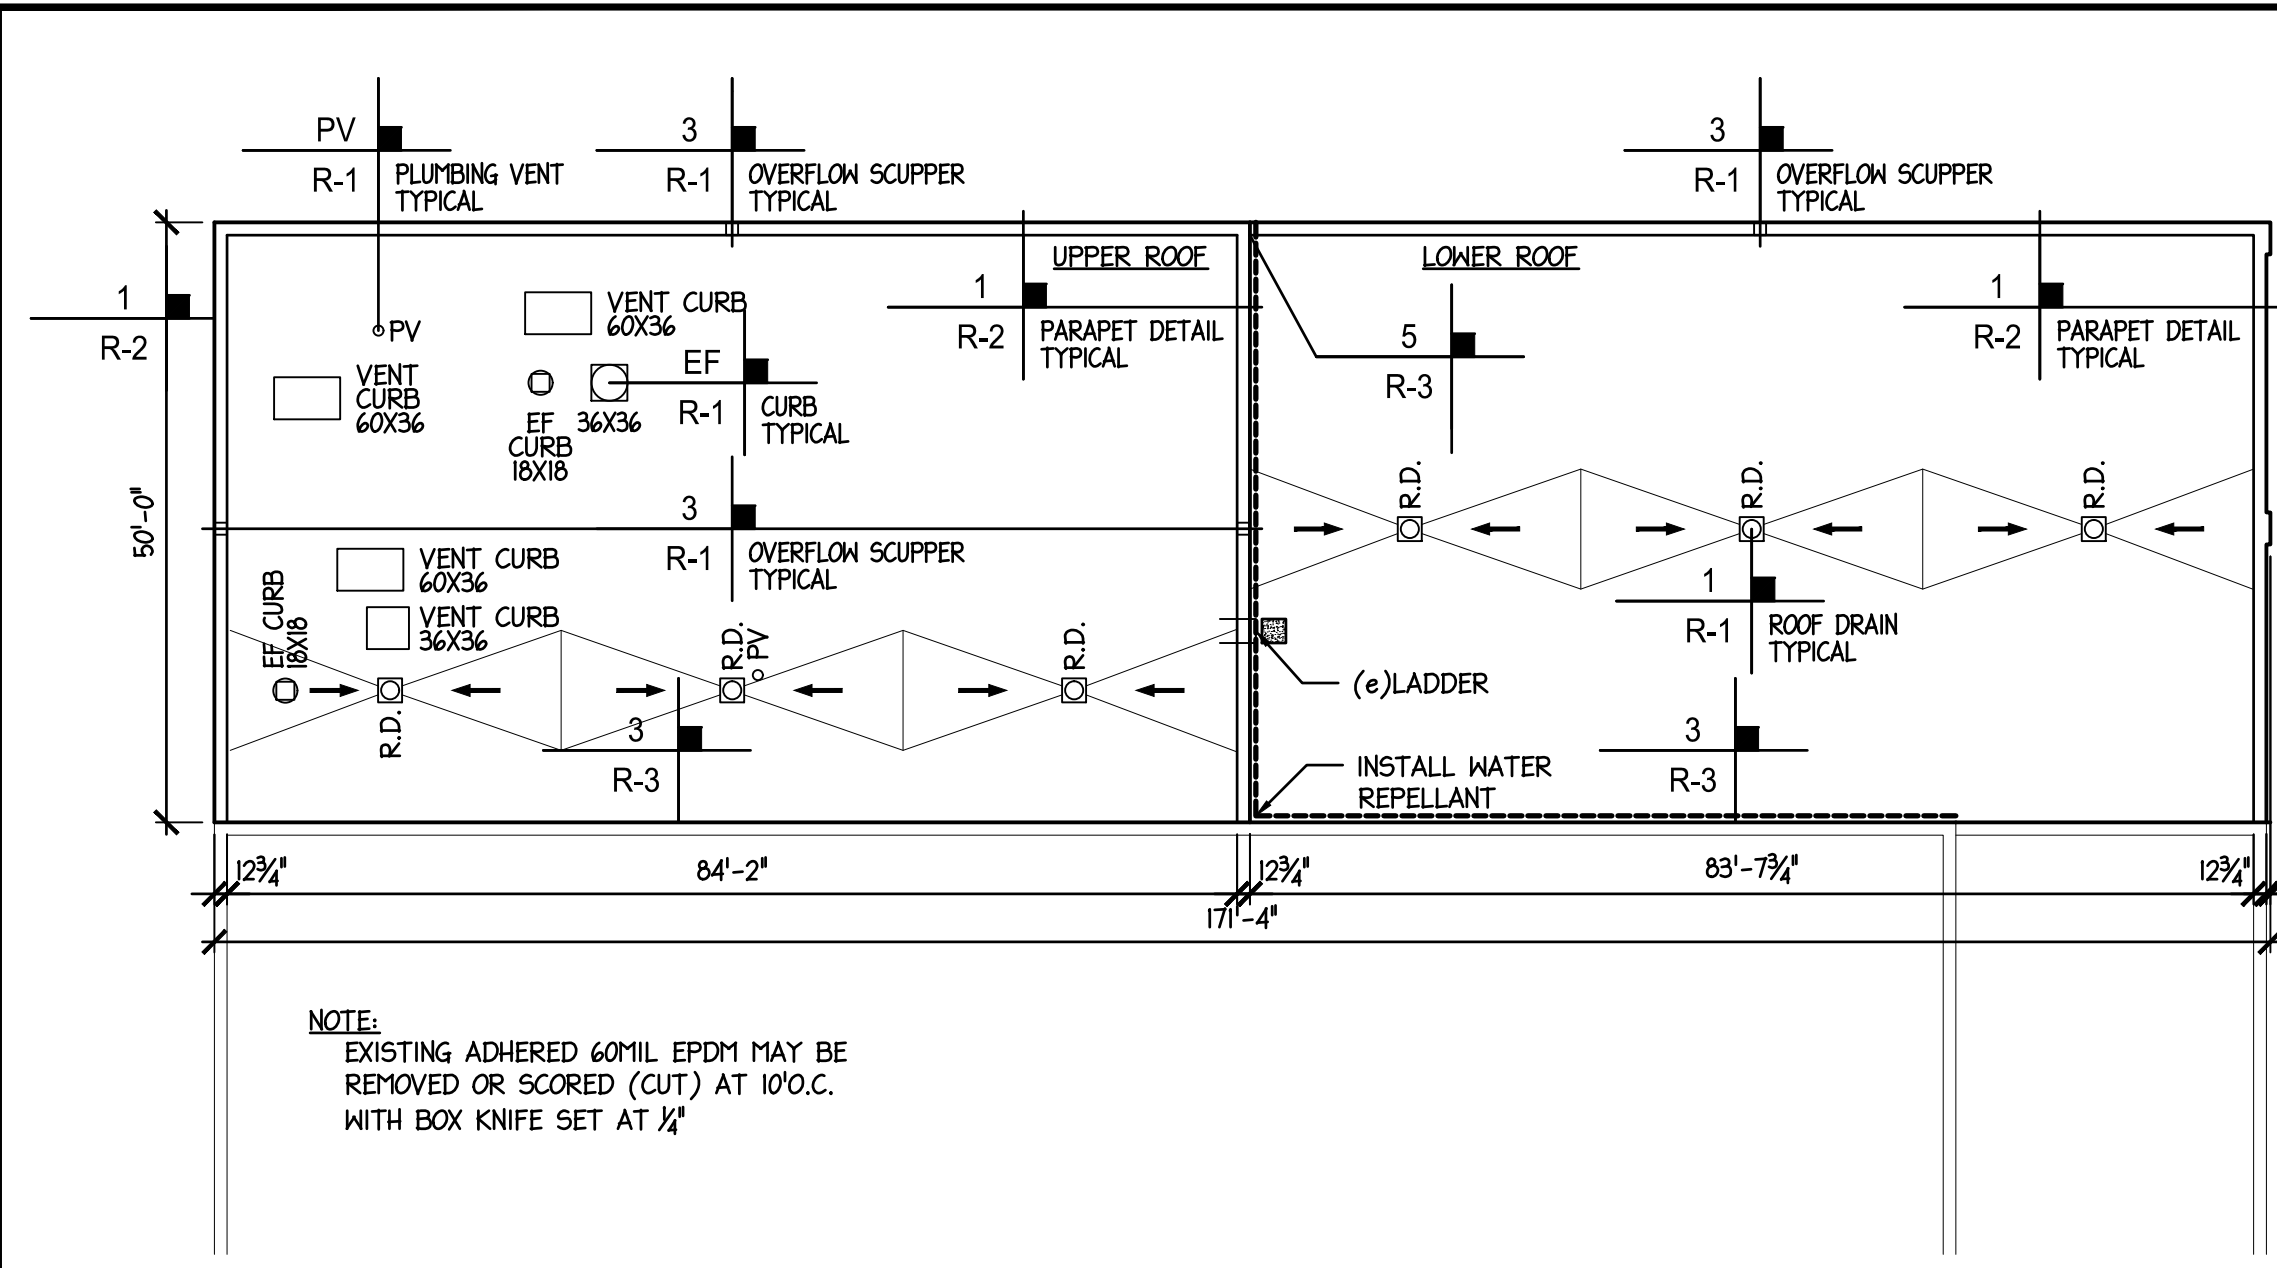 PV
R-1
PLUMBING VENT
TYPICAL
3
R-1
OVERFLOW SCUPPER
TYPICAL
3
R-1
OVERFLOW SCUPPER
TYPICAL
1
R-2
UPPER ROOF
LOWER ROOF
PV
VENT CURB
60X36
1
R-2
PARAPET DETAIL
TYPICAL
5
R-3
1
R-2
PARAPET DETAIL
TYPICAL
VENT
CURB
60X36
EF
CURB
18X18
36X36
EF
R-1
CURB
TYPICAL
50'-0"
3
R-1
OVERFLOW SCUPPER
TYPICAL
R.D.
R.D.
R.D.
VENT CURB
60X36
VENT CURB
36X36
EF CURB
18X18
R.D.
R.D.
PV
R.D.
1
R-1
ROOF DRAIN
TYPICAL
(e)LADDER
3
R-3
3
R-3
INSTALL WATER
REPELLANT
12¾"
84'-2"
12¾"
83'-7¾"
12¾"
171'-4"
NOTE:
EXISTING ADHERED 60MIL EPDM MAY BE
REMOVED OR SCORED (CUT) AT 10'O.C.
WITH BOX KNIFE SET AT ¼"